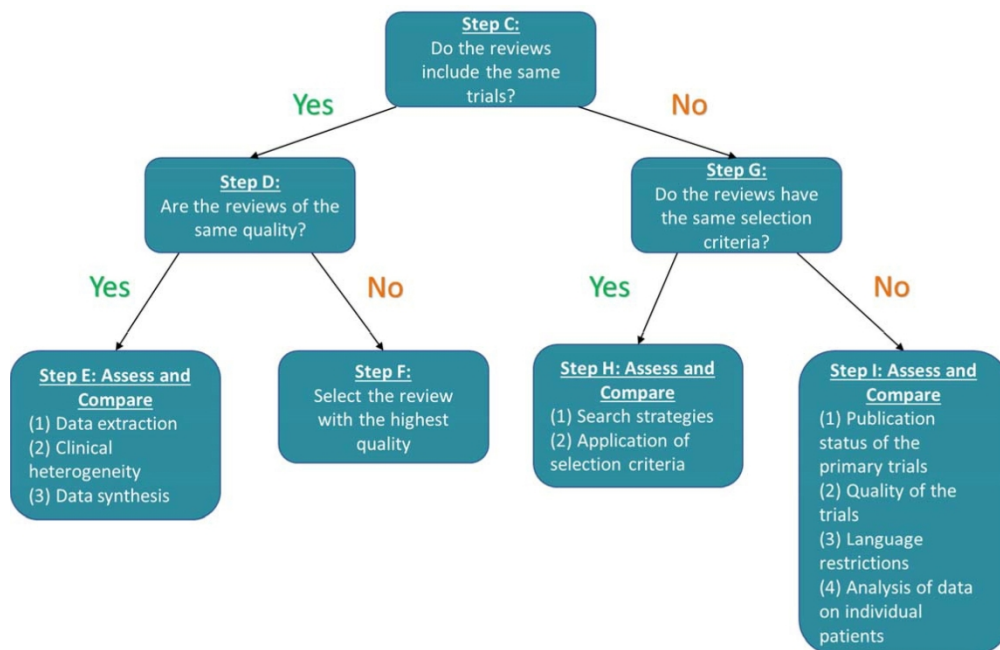 Step C:
Do the reviews
include the same
trials?
Yes
No
Step D:
Are the reviews of the
same quality?
Step G:
Do the reviews have
the same selection
criteria?
Yes
No
Yes
No
Step E: Assess and
Compare
(1) Data extraction
(2) Clinical
heterogeneity
(3) Data synthesis
Step F:
Select the review
with the highest
quality
Step H: Assess and
Compare
(1) Search strategies
(2) Application of
selection criteria
Step I: Assess and
Compare
(1) Publication
status of the
primary trials
(2) Quality of the
trials
(3) Language
restrictions
(4) Analysis of data
on individual
patients